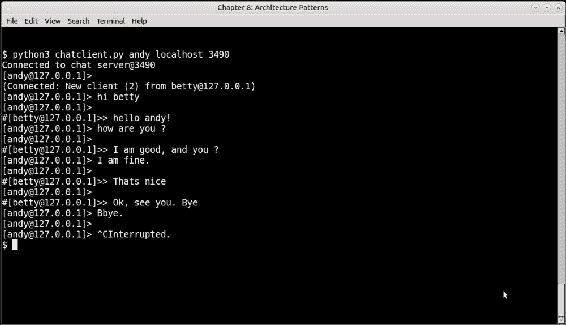 Chapter 8: Architecture Patterns
File Edit View Search Terminal Help
$ python3 chatclient.py andy localhost 3490
Connected to chat server@3490
[andy@127.0.0.1]>
(Connected: New client (2) from betty@127.0.0.1)
[andy@127.0.0.1]> hi betty
[andy@127.0.0.1]>
#[betty@127.0.0.1]>> hello andy!
[andy@127.0.0.1]> how are you ?
[andy@127.0.0.1]>
#[betty@127.0.0.1]>> I am good, and you ?
[andy@127.0.0.1]> I am fine.
[andy@127.0.0.1]>
#[betty@127.0.0.1]>> Thats nice
[andy@127.0.0.1]>
#[betty@127.0.0.1]>> Ok, see you. Bye
[andy@127.0.0.1]> Bbye.
[andy@127.0.0.1]>
[andy@127.0.0.1]> ^CInterrupted.
$